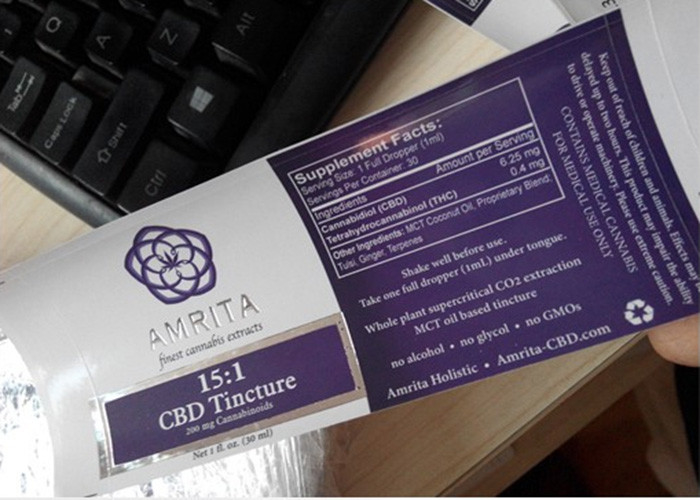 Q
A
Z
Alt
Tab
Caps Lock
Shift
Ctrl
AMRITA
finest cannabis extracts
15:1
CBD Tincture
200 mg Cannabinoids
Net 1 fl. oz. (30 ml)
Supplement Facts:
Serving Size: 1 Full Dropper (1ml)
Servings Per Container: 30
Ingredients Amount per Serving
Cannabidiol (CBD) 6.25 mg
Tetrahydrocannabinol (THC) 0.4 mg
Other Ingredients: MCT Coconut Oil, Proprietary Blend:
Tulsi, Ginger, Terpenes
Shake well before use.
Take one full dropper (1mL) under tongue.
Whole plant supercritical CO2 extraction
MCT oil based tincture
no alcohol • no glycol • no GMOs
Amrita Holistic • Amrita-CBD.com
Keep out of reach of children and animals. Effects
delayed up to two hours. This product may impair the ability
to drive or operate machinery. Please use extreme caution.
CONTAINS MEDICAL CANNABIS
FOR MEDICAL USE ONLY